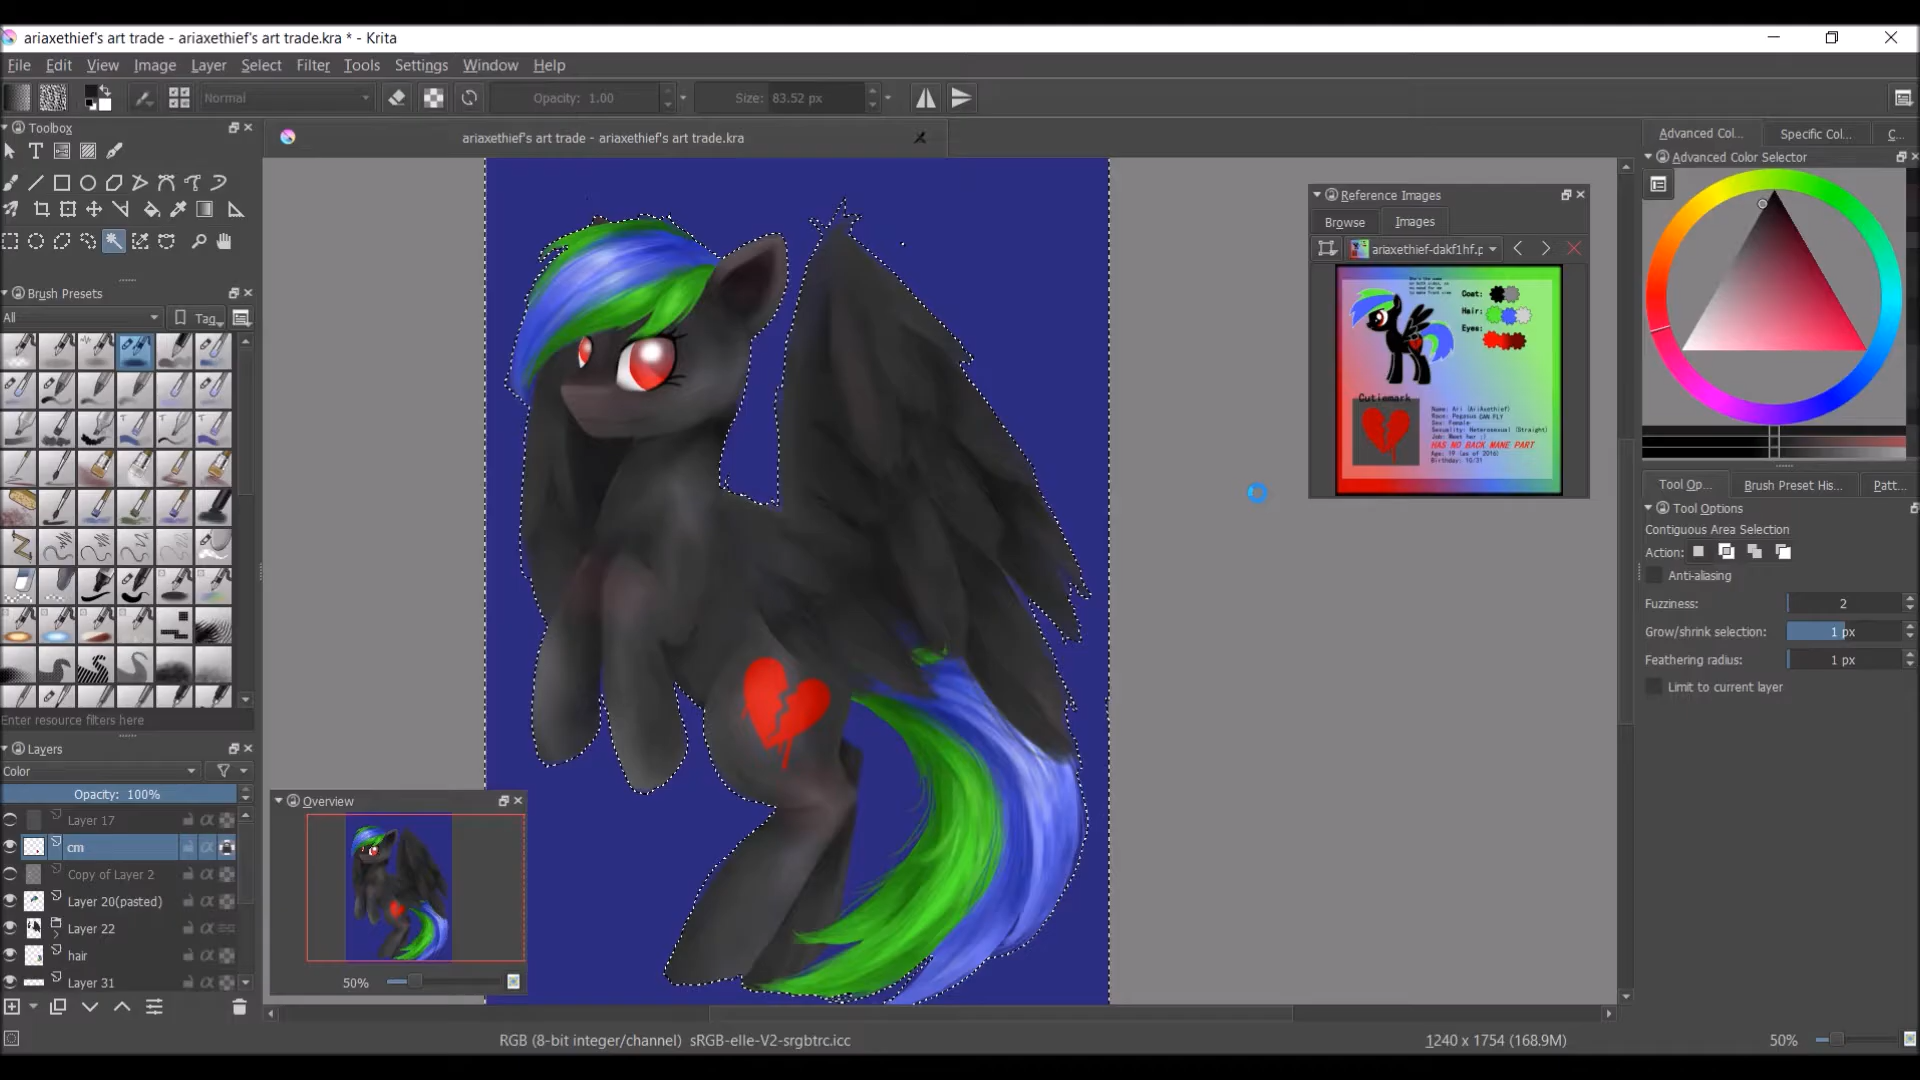 ariaxethief's art trade - ariaxethief's art trade.kra * - Krita
File Edit View Image Layer Select Filter Tools Settings Window Help
Normal Opacity: 1.00 Size: 83.52 px
Toolbox
ariaxethief's art trade - ariaxethief's art trade.kra
Advanced Col... Specific Col... C...
Advanced Color Selector
Reference Images
Browse Images
ariaxethief-dakf1hf.p
Coat:
Hair:
Eyes:
Cutiemark
HAS NO BACK MANE PART
Brush Presets
All Tag
Enter resource filters here
Tool Op... Brush Preset His... Patt...
Tool Options
Contiguous Area Selection
Action:
Anti-aliasing
Fuzziness: 2
Grow/shrink selection: 1 px
Feathering radius: 1 px
Limit to current layer
Layers
Color
Opacity: 100%
Layer 17
cm
Copy of Layer 2
Layer 20(pasted)
Layer 22
hair
Layer 31
Overview
50%
RGB (8-bit integer/channel) sRGB-elle-V2-srgbtrc.icc
1240 x 1754 (168.9M)
50%